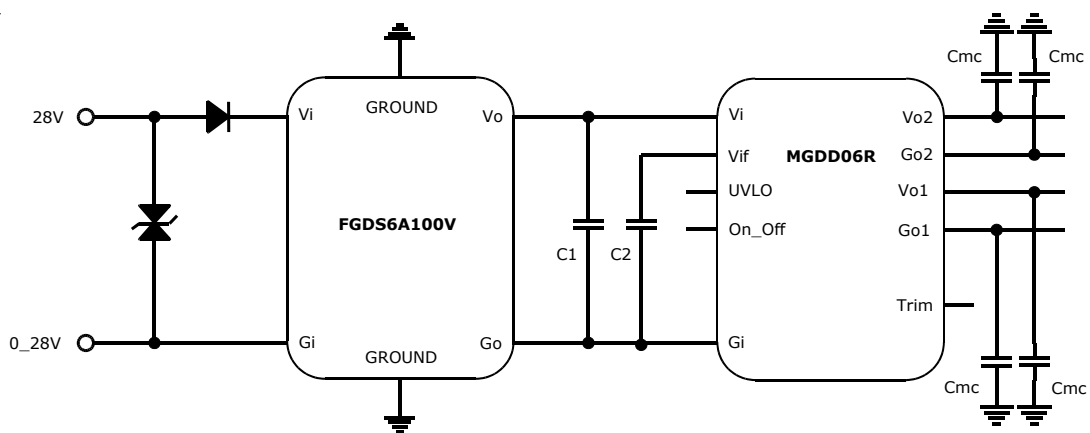 Cmc Cmc
28V Vi GROUND Vo Vi Vo2
Vif MGDD06R Go2
UVLO Vo1
FGDS6A100V On_Off Go1
C1 C2
Trim
0_28V Gi GROUND Go Gi
Cmc Cmc